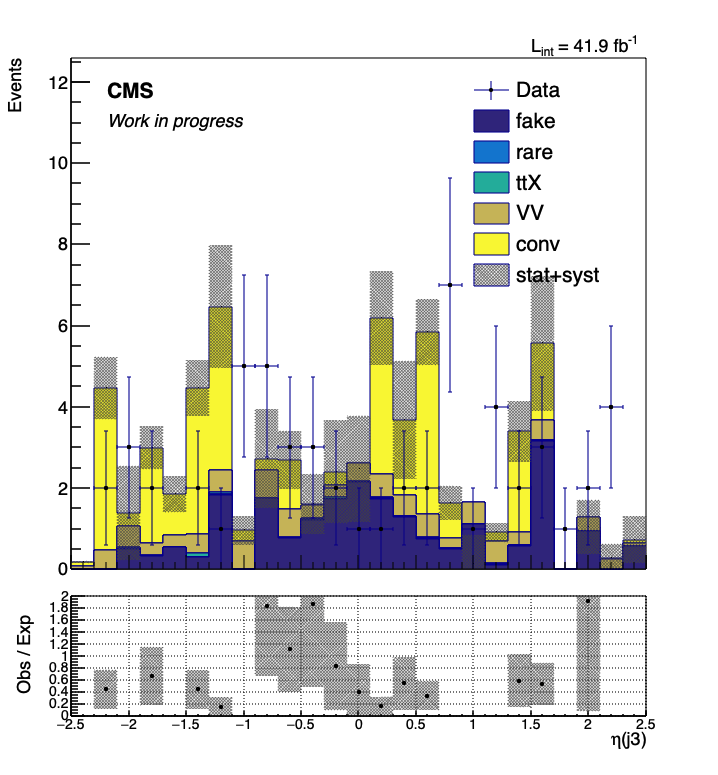 L_int = 41.9 fb^-1
Events
CMS
Work in progress
Data
fake
rare
ttX
VV
conv
stat+syst
12
10
8
6
4
2
0
Obs / Exp
2
1.8
1.6
1.4
1.2
1
0.8
0.6
0.4
0.2
0
−2.5 −2 −1.5 −1 −0.5 0 0.5 1 1.5 2 2.5
η(j3)